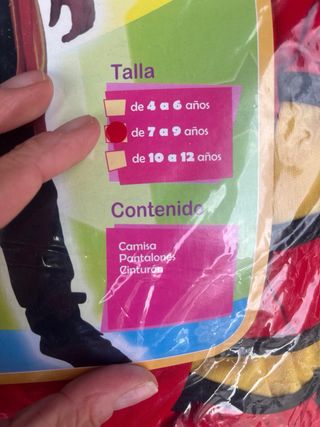 Talla
de 4 a 6 años
de 7 a 9 años
de 10 a 12 años
Contenido
Camisa
Pantalones
Cinturón